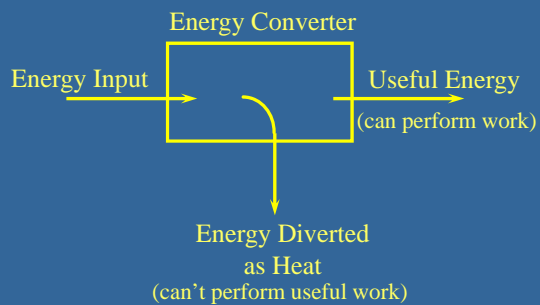 Energy Converter
Energy Input
Useful Energy
(can perform work)
Energy Diverted
as Heat
(can't perform useful work)